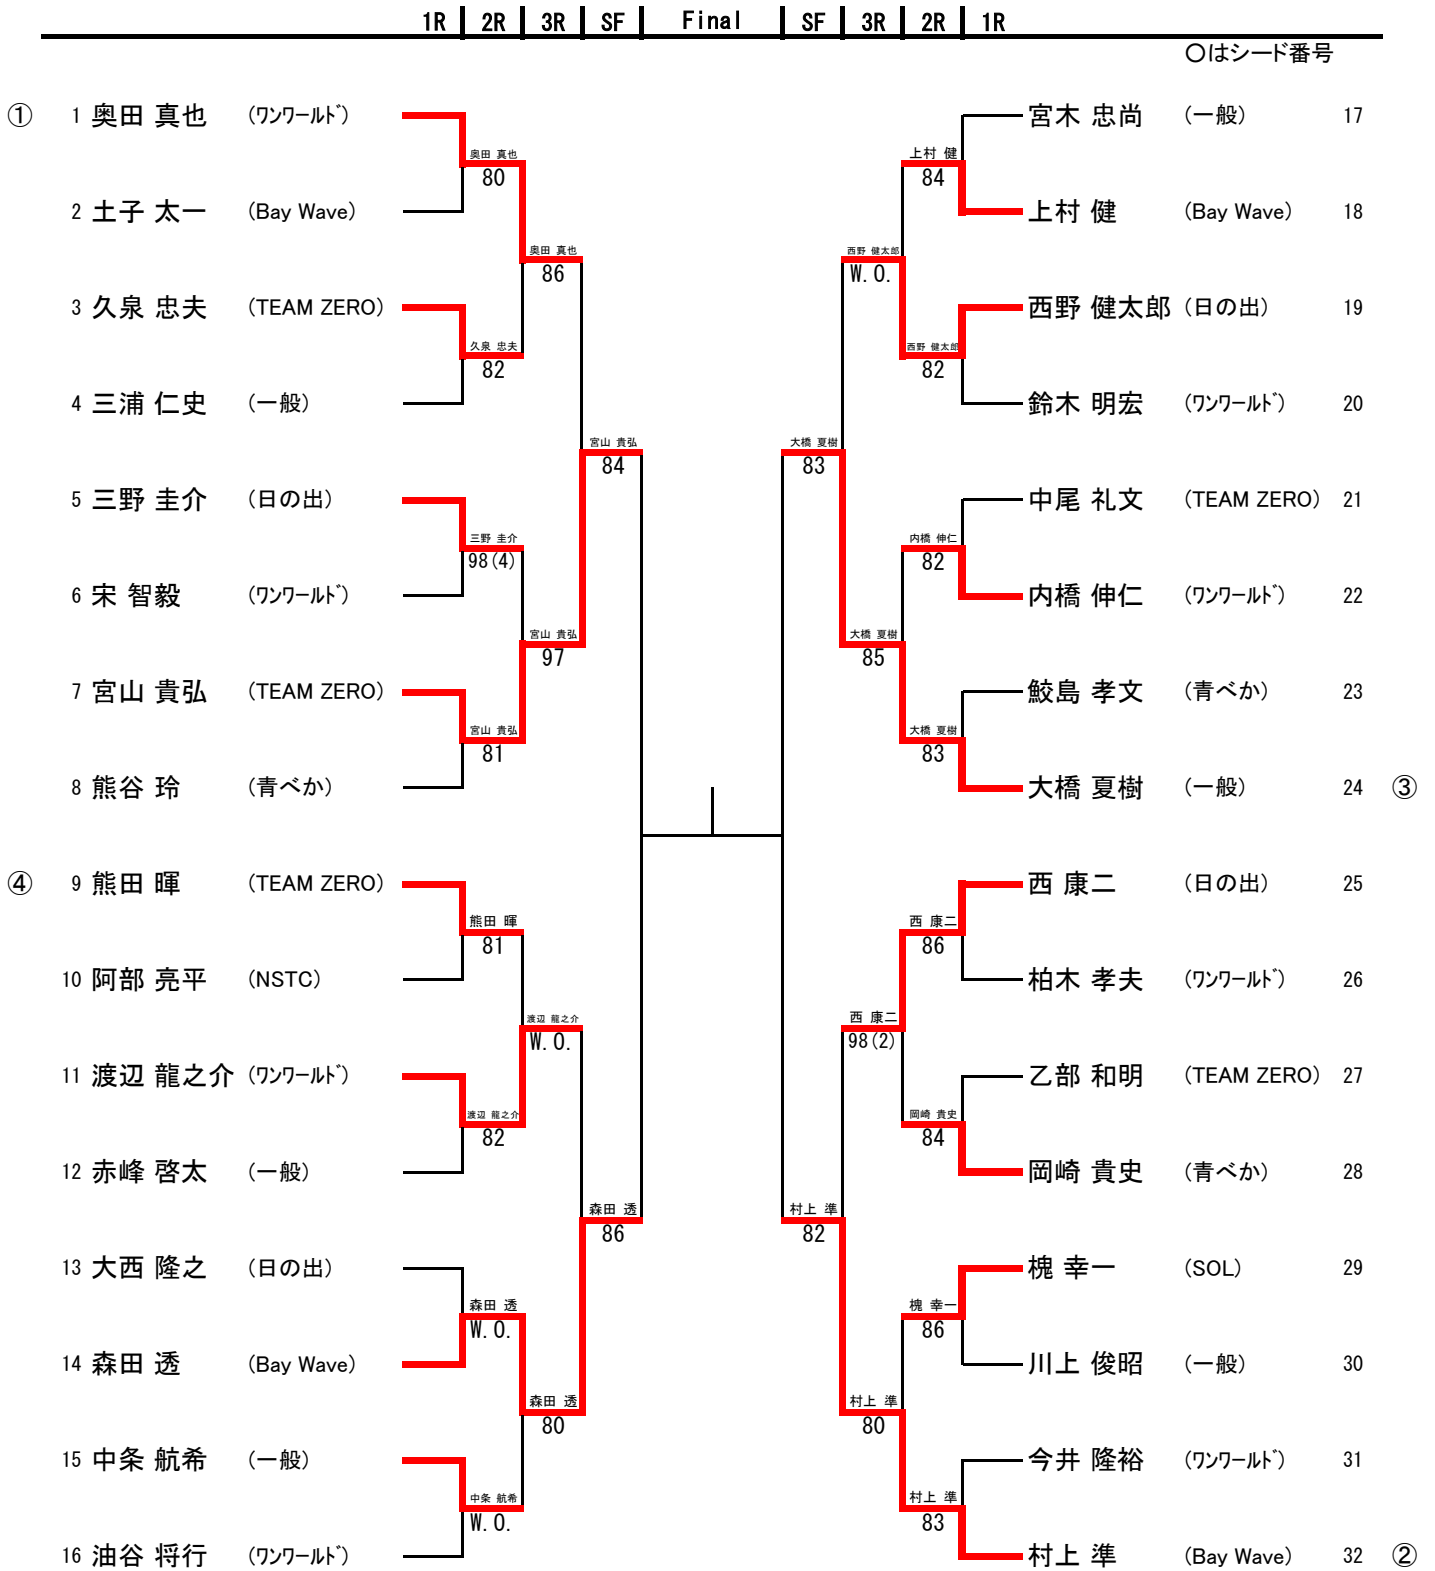 1R 2R 3R SF Final SF 3R 2R 1R
○はシード番号
① 1 奥田 真也 (ﾜﾝﾜｰﾙﾄﾞ)
奥田 真也
80
2 土子 太一 (Bay Wave)
奥田 真也
86
3 久泉 忠夫 (TEAM ZERO)
久泉 忠夫
82
4 三浦 仁史 (一般)
宮山 貴弘
84
5 三野 圭介 (日の出)
三野 圭介
98(4)
6 宋 智毅 (ﾜﾝﾜｰﾙﾄﾞ)
宮山 貴弘
97
7 宮山 貴弘 (TEAM ZERO)
宮山 貴弘
81
8 熊谷 玲 (青べか)
④ 9 熊田 暉 (TEAM ZERO)
熊田 暉
81
10 阿部 亮平 (NSTC)
渡辺 龍之介
W.O.
11 渡辺 龍之介 (ﾜﾝﾜｰﾙﾄﾞ)
渡辺 龍之介
82
12 赤峰 啓太 (一般)
森田 透
86
13 大西 隆之 (日の出)
森田 透
W.O.
14 森田 透 (Bay Wave)
森田 透
80
15 中条 航希 (一般)
中条 航希
W.O.
16 油谷 将行 (ﾜﾝﾜｰﾙﾄﾞ)
宮木 忠尚 (一般) 17
上村 健
84
上村 健 (Bay Wave) 18
西野 健太郎
W.O.
西野 健太郎 (日の出) 19
西野 健太郎
82
鈴木 明宏 (ﾜﾝﾜｰﾙﾄﾞ) 20
大橋 夏樹
83
中尾 礼文 (TEAM ZERO) 21
内橋 伸仁
82
内橋 伸仁 (ﾜﾝﾜｰﾙﾄﾞ) 22
大橋 夏樹
85
鮫島 孝文 (青べか) 23
大橋 夏樹
83
大橋 夏樹 (一般) 24 ③
西 康二 (日の出) 25
西 康二
86
柏木 孝夫 (ﾜﾝﾜｰﾙﾄﾞ) 26
西 康二
98(2)
乙部 和明 (TEAM ZERO) 27
岡崎 貴史
84
岡崎 貴史 (青べか) 28
村上 準
82
槐 幸一 (SOL) 29
槐 幸一
86
川上 俊昭 (一般) 30
村上 準
80
今井 隆裕 (ﾜﾝﾜｰﾙﾄﾞ) 31
村上 準
83
村上 準 (Bay Wave) 32 ②